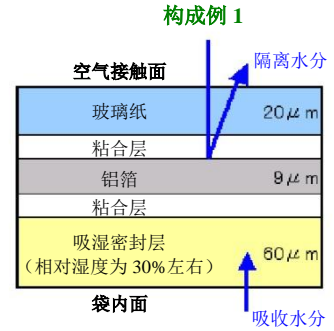 构成例 1
隔离水分
空气接触面
玻璃纸 20μm
粘合层
铝箔 9μm
粘合层
吸湿密封层
（相对湿度为 30%左右） 60μm
袋内面
吸收水分